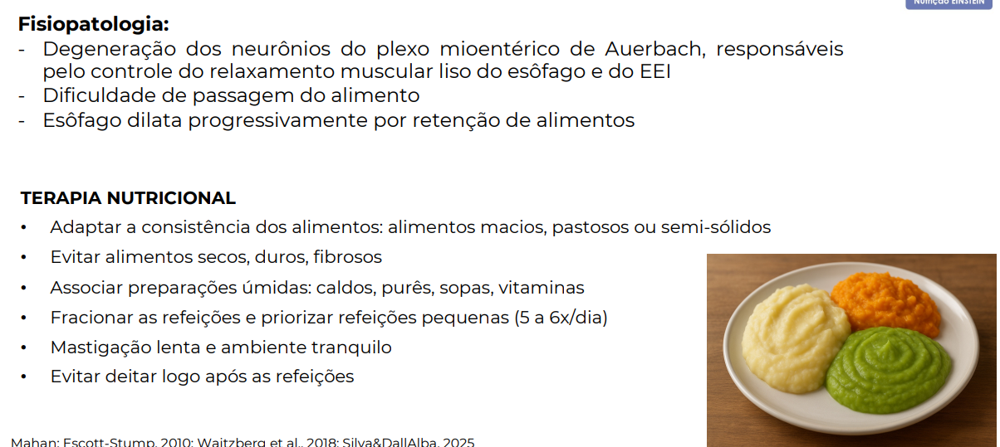 Nutrição EINSTEIN
Fisiopatologia:
- Degeneração dos neurônios do plexo mioentérico de Auerbach, responsáveis
pelo controle do relaxamento muscular liso do esôfago e do EEI
- Dificuldade de passagem do alimento
- Esôfago dilata progressivamente por retenção de alimentos
TERAPIA NUTRICIONAL
• Adaptar a consistência dos alimentos: alimentos macios, pastosos ou semi-sólidos
• Evitar alimentos secos, duros, fibrosos
• Associar preparações úmidas: caldos, purês, sopas, vitaminas
• Fracionar as refeições e priorizar refeições pequenas (5 a 6x/dia)
• Mastigação lenta e ambiente tranquilo
• Evitar deitar logo após as refeições
Mahan; Escott-Stump, 2010; Waitzberg et al., 2018; Silva&DallAlba, 2025